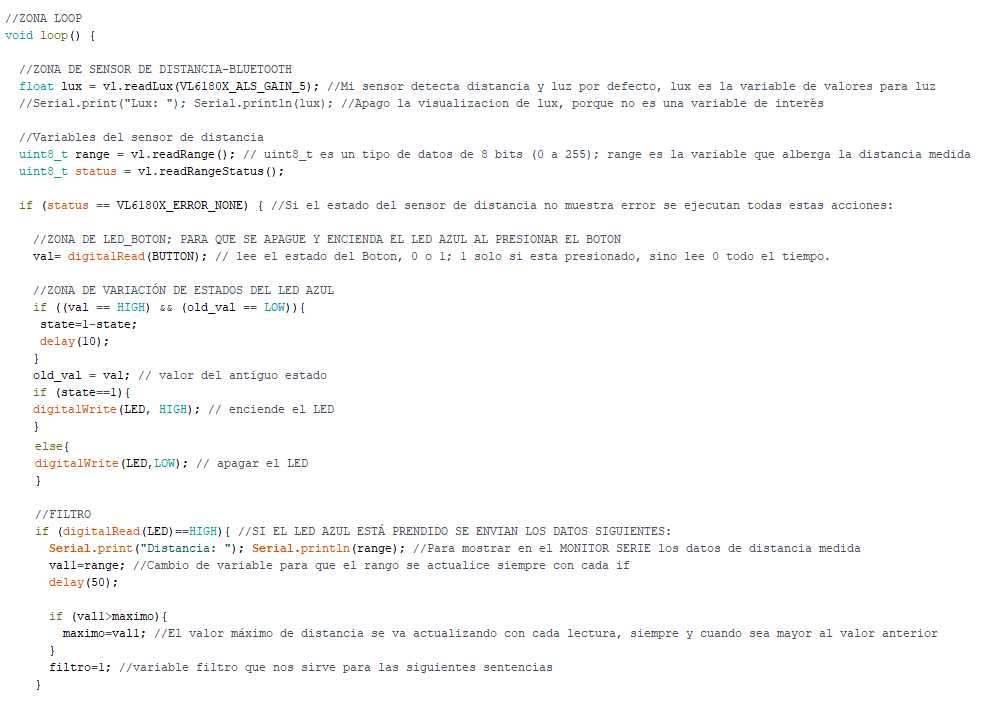 //ZONA LOOP
void loop() {
//ZONA DE SENSOR DE DISTANCIA-BLUETOOTH
float lux = vl.readLux(VL6180X_ALS_GAIN_5); //Mi sensor detecta distancia y luz por defecto, lux es la variable de valores para luz
//Serial.print("Lux: "); Serial.println(lux); //Apago la visualizacion de lux, porque no es una variable de interés
//Variables del sensor de distancia
uint8_t range = vl.readRange(); // uint8_t es un tipo de datos de 8 bits (0 a 255); range es la variable que alberga la distancia medida
uint8_t status = vl.readRangeStatus();
if (status == VL6180X_ERROR_NONE) { //Si el estado del sensor de distancia no muestra error se ejecutan todas estas acciones:
//ZONA DE LED_BOTON; PARA QUE SE APAGUE Y ENCIENDA EL LED AZUL AL PRESIONAR EL BOTON
val= digitalRead(BUTTON); // lee el estado del Boton, 0 o 1; 1 solo si esta presionado, sino lee 0 todo el tiempo.
//ZONA DE VARIACIÓN DE ESTADOS DEL LED AZUL
if ((val == HIGH) && (old_val == LOW)){
state=1-state;
delay(10);
}
old_val = val; // valor del antiguo estado
if (state==1){
digitalWrite(LED, HIGH); // enciende el LED
}
else{
digitalWrite(LED,LOW); // apagar el LED
}
//FILTRO
if (digitalRead(LED)==HIGH){ //SI EL LED AZUL ESTÁ PRENDIDO SE ENVIAN LOS DATOS SIGUIENTES:
Serial.print("Distancia: "); Serial.println(range); //Para mostrar en el MONITOR SERIE los datos de distancia medida
val1=range; //Cambio de variable para que el rango se actualice siempre con cada if
delay(50);
if (val1>maximo){
maximo=val1; //El valor máximo de distancia se va actualizando con cada lectura, siempre y cuando sea mayor al valor anterior
}
filtro=1; //variable filtro que nos sirve para las siguientes sentencias
}